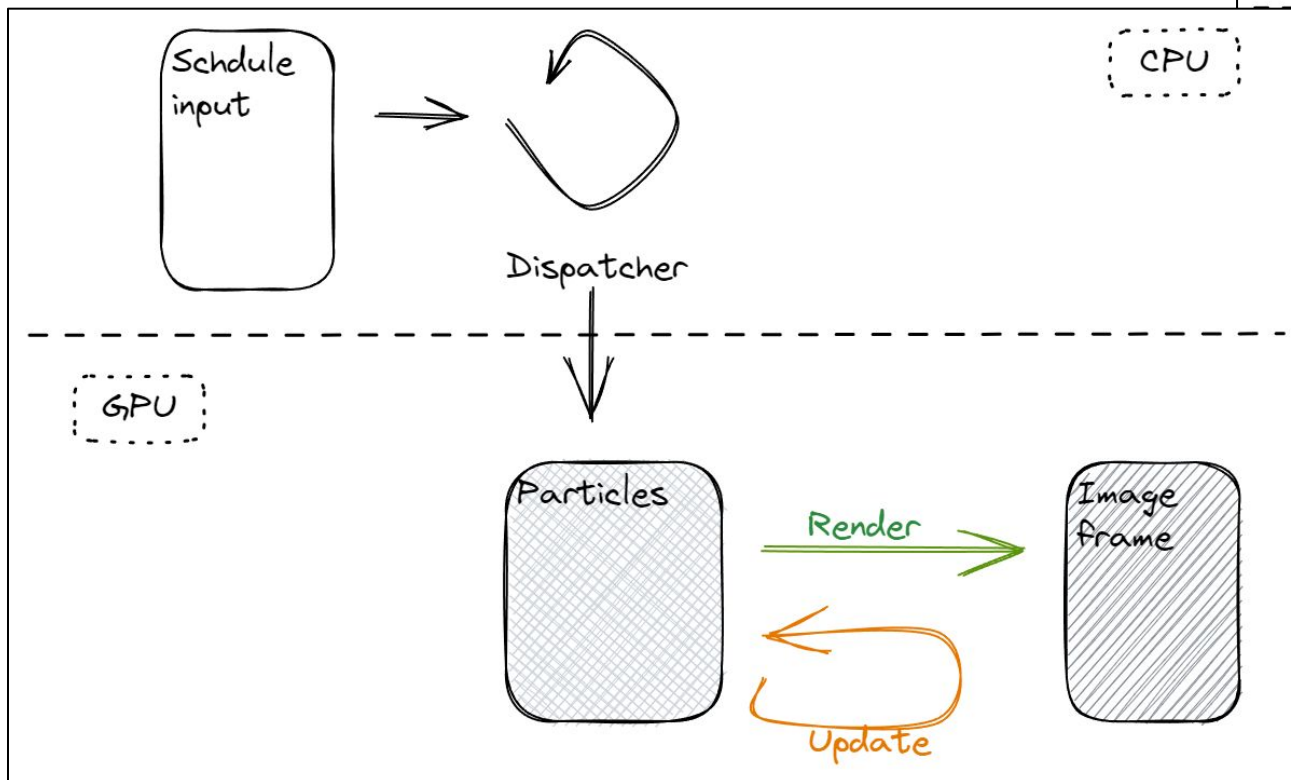 Schdule
input
CPU
Dispatcher
GPU
Particles
Render
Image
frame
Update